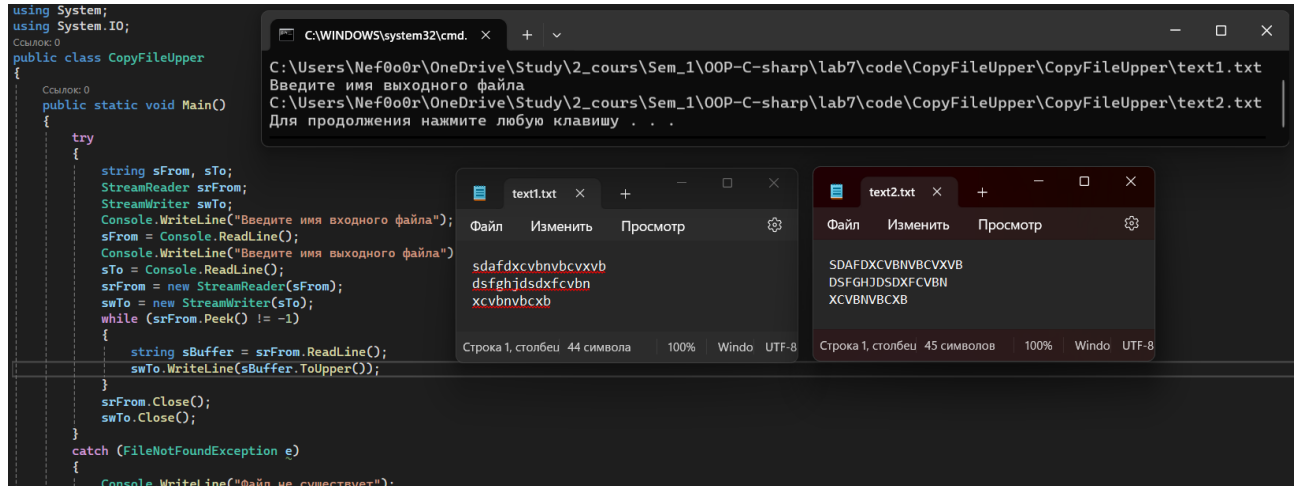 using System;
using System.IO;
Ссылок: 0
public class CopyFileUpper
{
Ссылок: 0
public static void Main()
{
try
{
string sFrom, sTo;
StreamReader srFrom;
StreamWriter swTo;
Console.WriteLine("Введите имя входного файла");
sFrom = Console.ReadLine();
Console.WriteLine("Введите имя выходного файла")
sTo = Console.ReadLine();
srFrom = new StreamReader(sFrom);
swTo = new StreamWriter(sTo);
while (srFrom.Peek() != -1)
{
string sBuffer = srFrom.ReadLine();
swTo.WriteLine(sBuffer.ToUpper());
}
srFrom.Close();
swTo.Close();
}
catch (FileNotFoundException e)
{
Console.WriteLine("Файл не существует");
C:\WINDOWS\system32\cmd.
C:\Users\Nef0o0r\OneDrive\Study\2_cours\Sem_1\OOP-C-sharp\lab7\code\CopyFileUpper\CopyFileUpper\text1.txt
Введите имя выходного файла
C:\Users\Nef0o0r\OneDrive\Study\2_cours\Sem_1\OOP-C-sharp\lab7\code\CopyFileUpper\CopyFileUpper\text2.txt
Для продолжения нажмите любую клавишу . . .
text1.txt
Файл Изменить Просмотр
sdafdxcvbnvbcvxvb
dsfghjdsdxfcvbn
xcvbnvbcxb
Строка 1, столбец 44 символа 100% Windo UTF-8
text2.txt
Файл Изменить Просмотр
SDAFDXCVBNVBCVXVB
DSFGHJDSDXFCVBN
XCVBNVBCXB
Строка 1, столбец 45 символов 100% Windo UTF-8